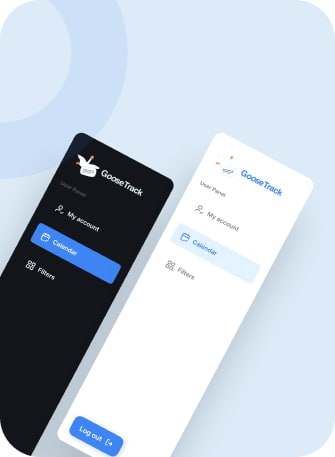 GooseTrack
User Panel
My account
Calendar
Filters
GooseTrack
User Panel
My account
Calendar
Filters
Log out